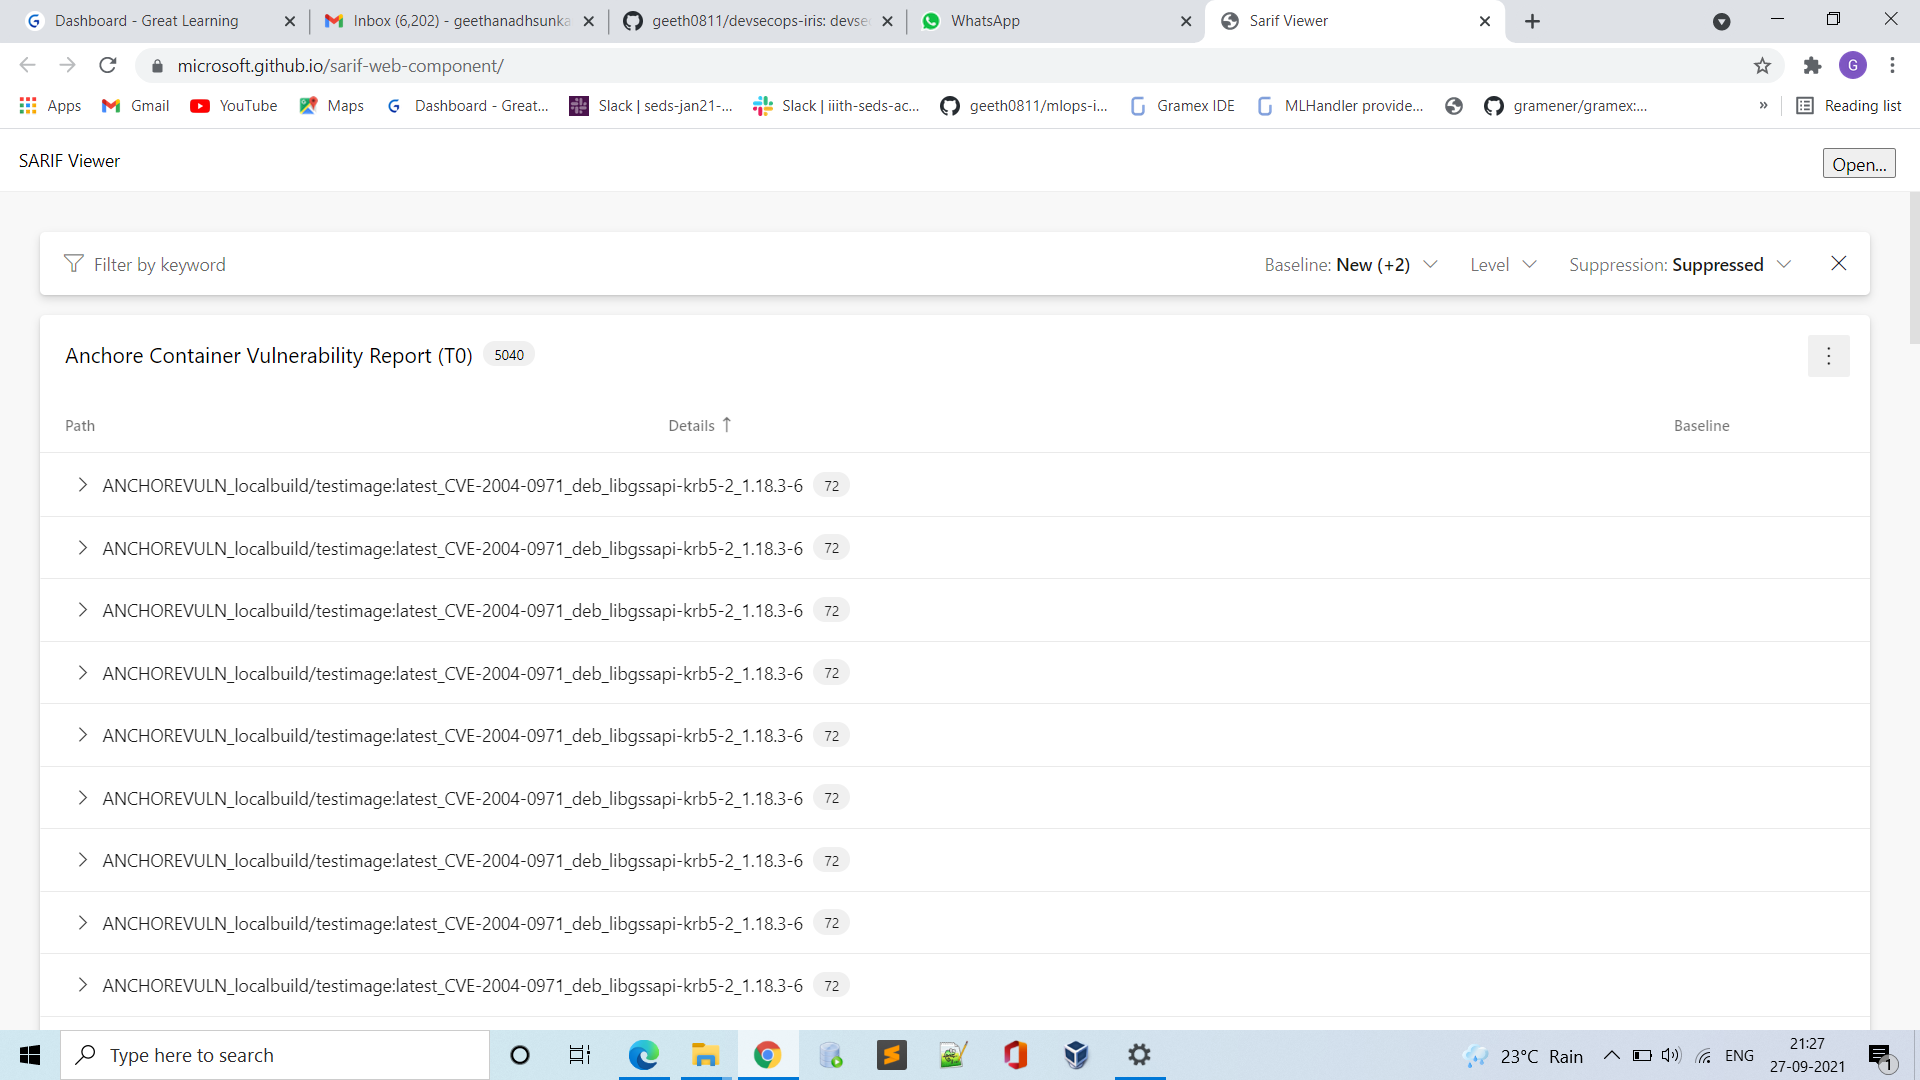 Dashboard - Great Learning
Inbox (6,202) - geethanadhsunka
geeth0811/devsecops-iris: devsec
WhatsApp
Sarif Viewer
microsoft.github.io/sarif-web-component/
G
Apps
Gmail
YouTube
Maps
Dashboard - Great...
Slack | seds-jan21-...
Slack | iiith-seds-ac...
geeth0811/mlops-i...
Gramex IDE
MLHandler provide...
gramener/gramex:...
»
Reading list
SARIF Viewer
Open...
Filter by keyword
Baseline: New (+2)
Level
Suppression: Suppressed
Anchore Container Vulnerability Report (T0) 5040
Path
Details
Baseline
ANCHOREVULN_localbuild/testimage:latest_CVE-2004-0971_deb_libgssapi-krb5-2_1.18.3-6 72
ANCHOREVULN_localbuild/testimage:latest_CVE-2004-0971_deb_libgssapi-krb5-2_1.18.3-6 72
ANCHOREVULN_localbuild/testimage:latest_CVE-2004-0971_deb_libgssapi-krb5-2_1.18.3-6 72
ANCHOREVULN_localbuild/testimage:latest_CVE-2004-0971_deb_libgssapi-krb5-2_1.18.3-6 72
ANCHOREVULN_localbuild/testimage:latest_CVE-2004-0971_deb_libgssapi-krb5-2_1.18.3-6 72
ANCHOREVULN_localbuild/testimage:latest_CVE-2004-0971_deb_libgssapi-krb5-2_1.18.3-6 72
ANCHOREVULN_localbuild/testimage:latest_CVE-2004-0971_deb_libgssapi-krb5-2_1.18.3-6 72
ANCHOREVULN_localbuild/testimage:latest_CVE-2004-0971_deb_libgssapi-krb5-2_1.18.3-6 72
ANCHOREVULN_localbuild/testimage:latest_CVE-2004-0971_deb_libgssapi-krb5-2_1.18.3-6 72
Type here to search
23°C Rain
ENG
21:27
27-09-2021
1